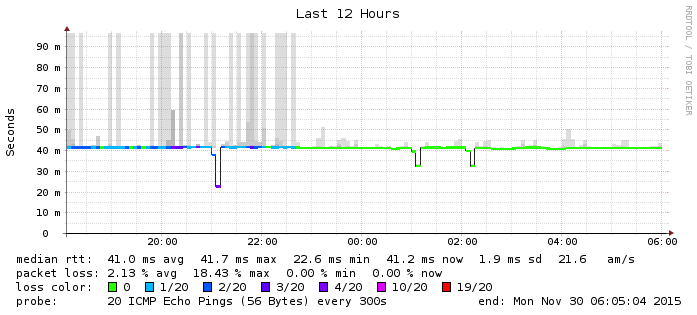 Last 12 Hours
RRDTOOL / TOBI OETIKER
Seconds
90 m
80 m
70 m
60 m
50 m
40 m
30 m
20 m
10 m
0
20:00 22:00 00:00 02:00 04:00 06:00
median rtt: 41.0 ms avg 41.7 ms max 22.6 ms min 41.2 ms now 1.9 ms sd 21.6 am/s
packet loss: 2.13 % avg 18.43 % max 0.00 % min 0.00 % now
loss color: 0 1/20 2/20 3/20 4/20 10/20 19/20
probe: 20 ICMP Echo Pings (56 Bytes) every 300s end: Mon Nov 30 06:05:04 2015